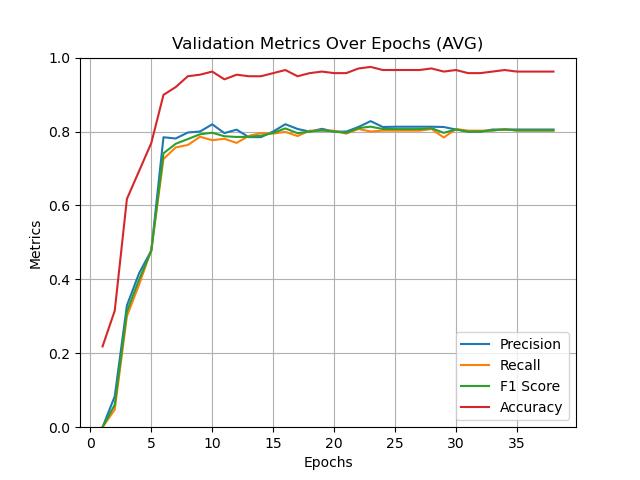 Validation Metrics Over Epochs (AVG)
1.0
0.8
0.6
0.4
0.2
0.0
Metrics
0 5 10 15 20 25 30 35
Epochs
Precision
Recall
F1 Score
Accuracy